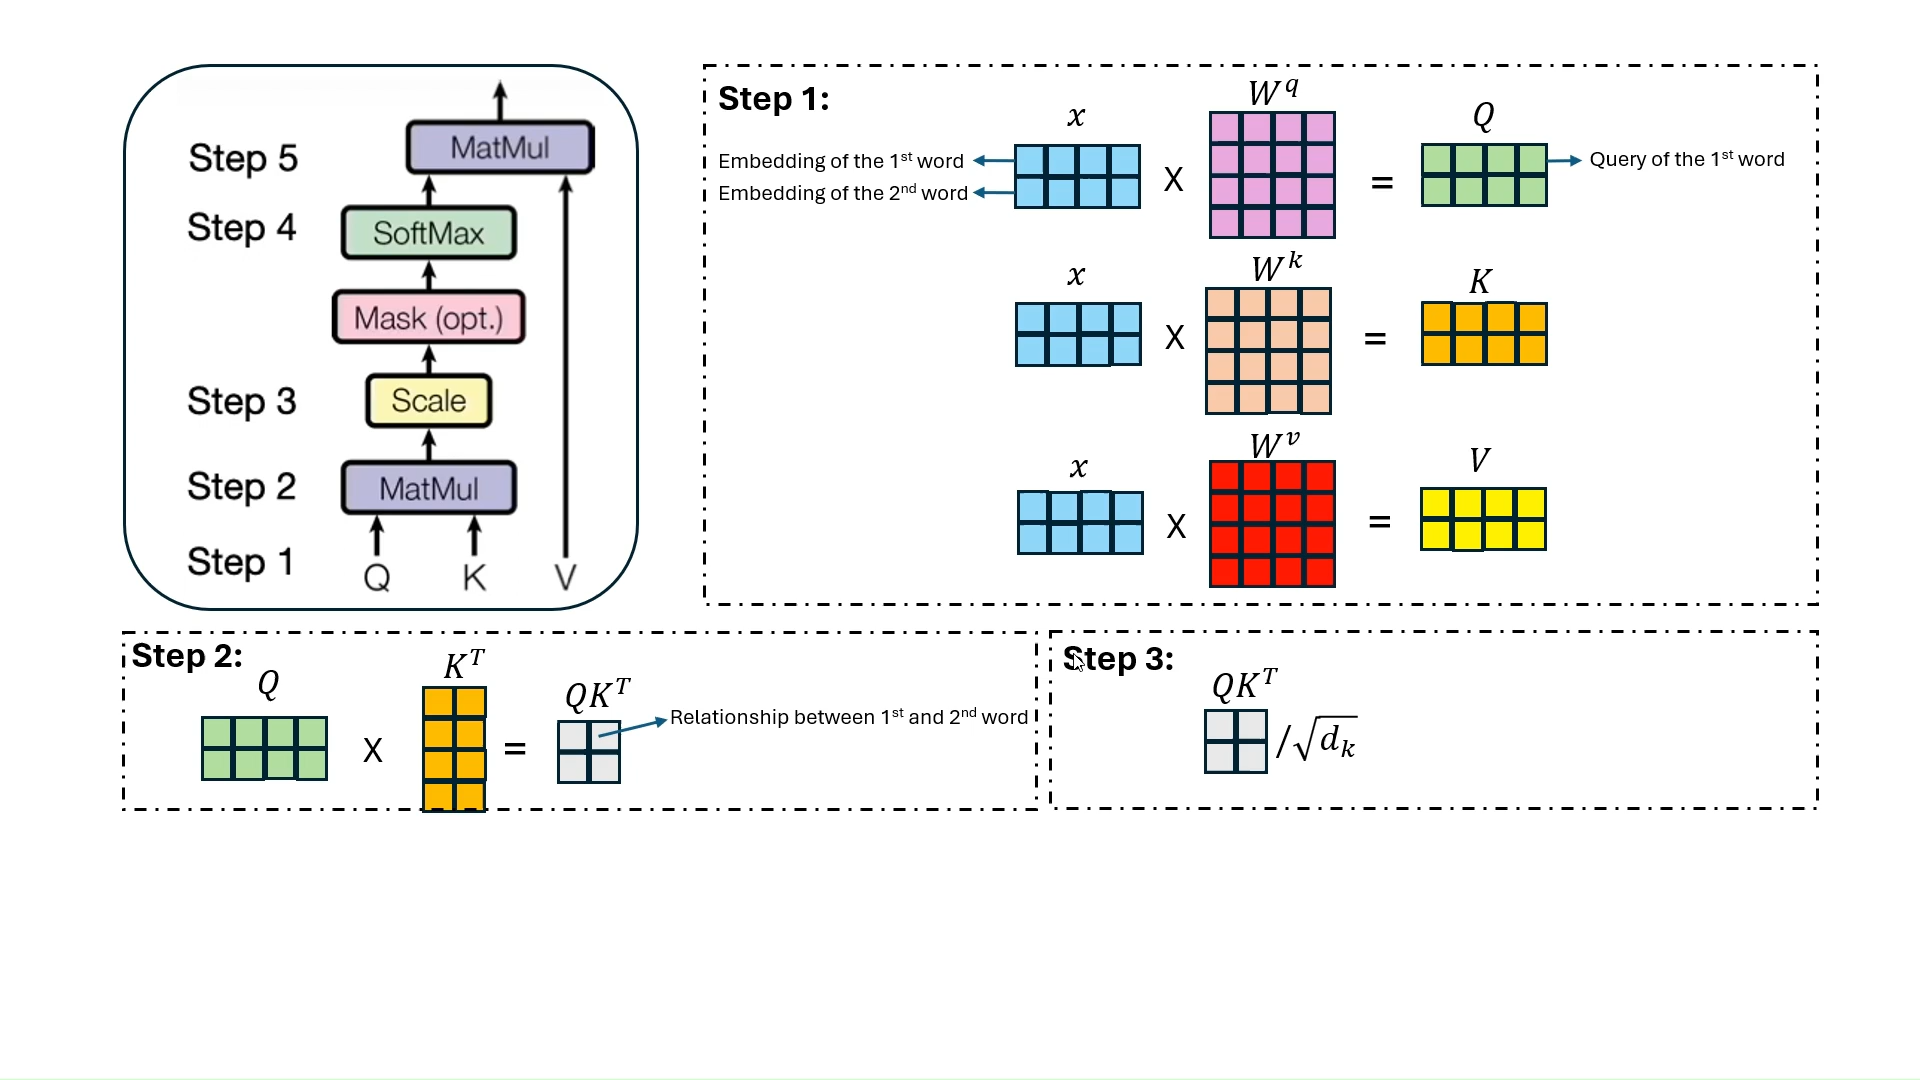 Step 5
MatMul
Step 4
SoftMax
Mask (opt.)
Step 3
Scale
Step 2
MatMul
Step 1
Q K V
Step 1:
x W^q Q
Embedding of the 1st word
Embedding of the 2nd word
X =
Query of the 1st word
x W^k K
X =
x W^v V
X =
Step 2:
Q K^T QK^T
X =
Relationship between 1st and 2nd word
Step 3:
QK^T
/√d_k